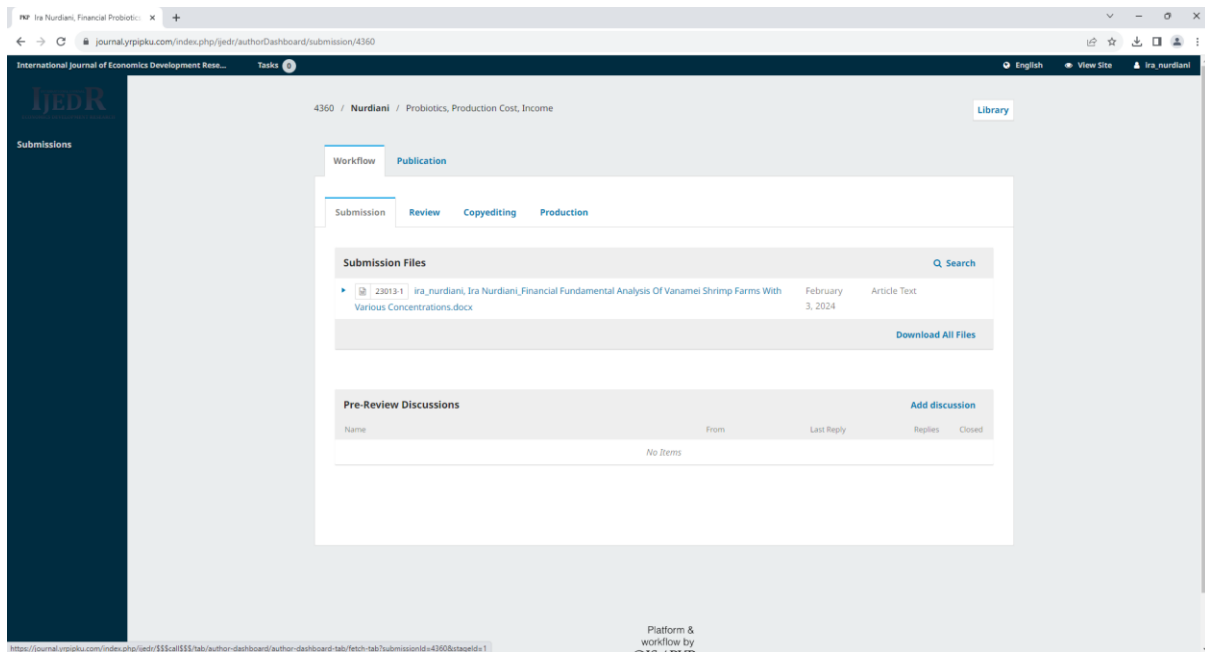 PKP Ira Nurdiani, Financial Probiotic:
journal.yrpipku.com/index.php/ijedr/authorDashboard/submission/4360
International Journal of Economics Development Rese... Tasks 0 English View Site ira_nurdiani
IJEDR
4360 / Nurdiani / Probiotics, Production Cost, Income Library
Submissions
Workflow Publication
Submission Review Copyediting Production
Submission Files Search
23013-1 ira_nurdiani, Ira Nurdiani_Financial Fundamental Analysis Of Vanamei Shrimp Farms With February Article Text
Various Concentrations.docx 3, 2024
Download All Files
Pre-Review Discussions Add discussion
Name From Last Reply Replies Closed
No Items
Platform &
workflow by
https://journal.yrpipku.com/index.php/ijedr/$$$call$$$/tab/author-dashboard/author-dashboard-tab/fetch-tab?submissionId=4360&stageId=1